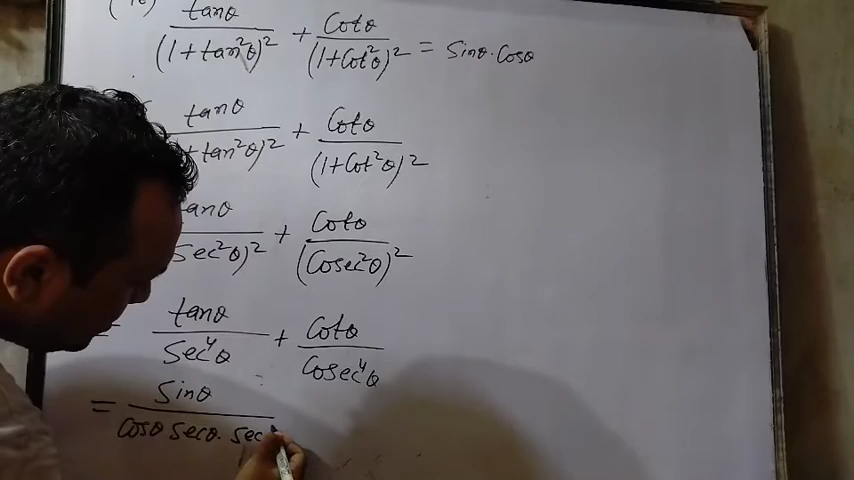 tanθ/(1+tan²θ)² + Cotθ/(1+Cot²θ)² = Sinθ·Cosθ
tanθ/(1+tan²θ)² + Cotθ/(1+Cot²θ)²
tanθ/(Sec²θ)² + Cotθ/(Cosec²θ)²
= tanθ/Sec⁴θ + Cotθ/Cosec⁴θ
= Sinθ/Cosθ Secθ. Sec